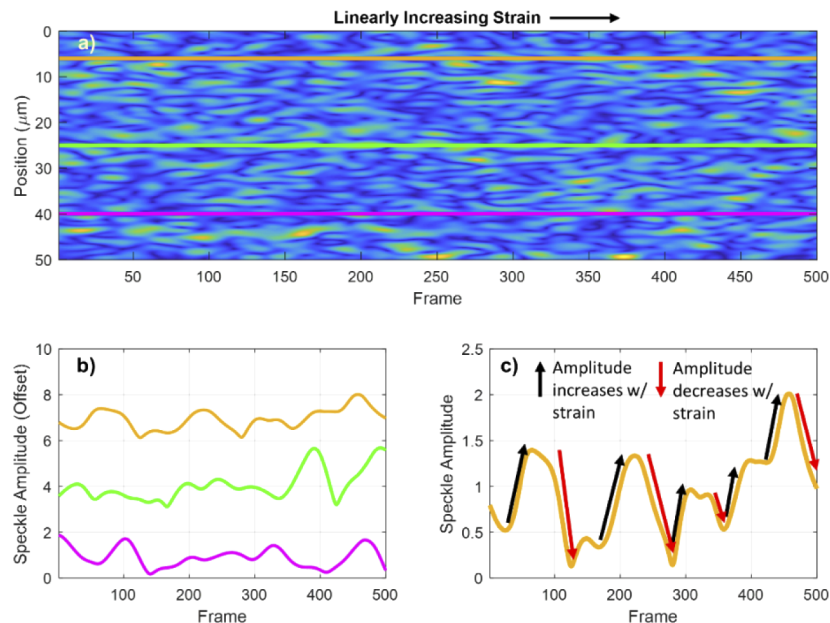 Linearly Increasing Strain
a)
0
10
20
30
40
50
Position (μm)
50 100 150 200 250 300 350 400 450 500
Frame
b)
10
8
6
4
2
0
Speckle Amplitude (Offset)
100 200 300 400 500
Frame
c)
Amplitude
increases w/
strain
Amplitude
decreases w/
strain
2.5
2
1.5
1
0.5
0
Speckle Amplitude
100 200 300 400 500
Frame